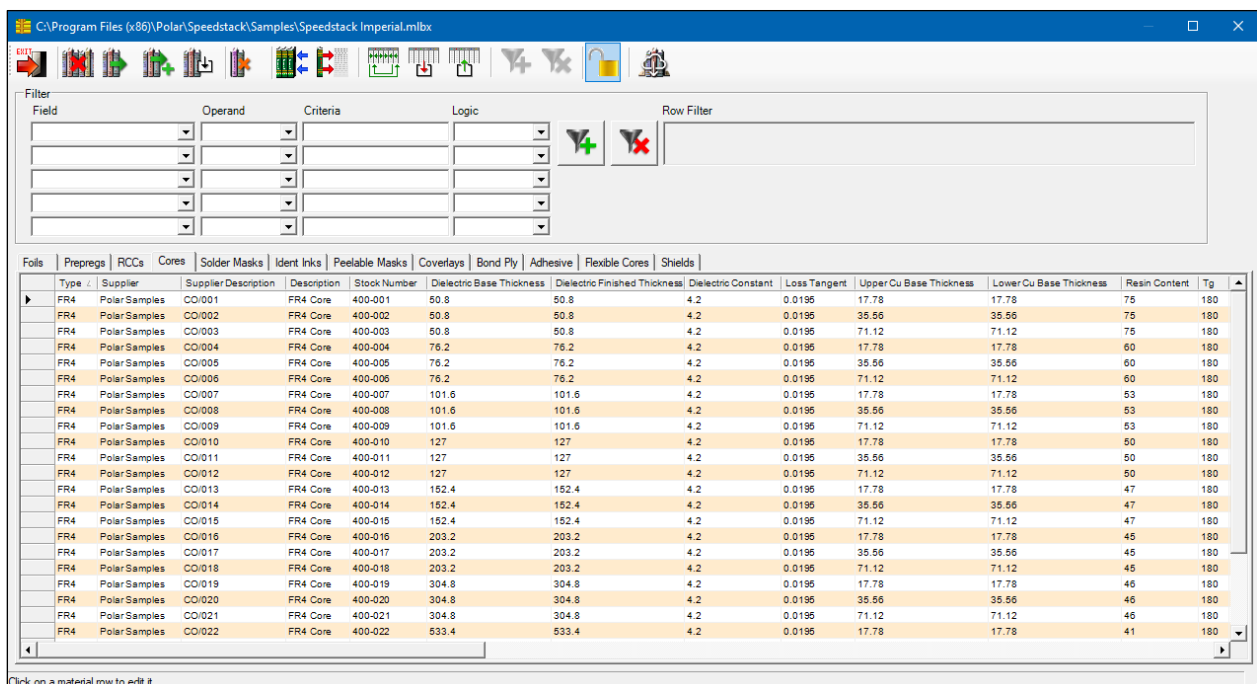 C:\Program Files (x86)\Polar\Speedstack\Samples\Speedstack Imperial.mlbx
EXIT
Filter
Field Operand Criteria Logic Row Filter
Foils Prepregs RCCs Cores Solder Masks Ident Inks Peelable Masks Coverlays Bond Ply Adhesive Flexible Cores Shields
Type Supplier Supplier Description Description Stock Number Dielectric Base Thickness Dielectric Finished Thickness Dielectric Constant Loss Tangent Upper Cu Base Thickness Lower Cu Base Thickness Resin Content Tg
FR4 Polar Samples CO/001 FR4 Core 400-001 50.8 50.8 4.2 0.0195 17.78 17.78 75 180
FR4 Polar Samples CO/002 FR4 Core 400-002 50.8 50.8 4.2 0.0195 35.56 35.56 75 180
FR4 Polar Samples CO/003 FR4 Core 400-003 50.8 50.8 4.2 0.0195 71.12 71.12 75 180
FR4 Polar Samples CO/004 FR4 Core 400-004 76.2 76.2 4.2 0.0195 17.78 17.78 60 180
FR4 Polar Samples CO/005 FR4 Core 400-005 76.2 76.2 4.2 0.0195 35.56 35.56 60 180
FR4 Polar Samples CO/006 FR4 Core 400-006 76.2 76.2 4.2 0.0195 71.12 71.12 60 180
FR4 Polar Samples CO/007 FR4 Core 400-007 101.6 101.6 4.2 0.0195 17.78 17.78 53 180
FR4 Polar Samples CO/008 FR4 Core 400-008 101.6 101.6 4.2 0.0195 35.56 35.56 53 180
FR4 Polar Samples CO/009 FR4 Core 400-009 101.6 101.6 4.2 0.0195 71.12 71.12 53 180
FR4 Polar Samples CO/010 FR4 Core 400-010 127 127 4.2 0.0195 17.78 17.78 50 180
FR4 Polar Samples CO/011 FR4 Core 400-011 127 127 4.2 0.0195 35.56 35.56 50 180
FR4 Polar Samples CO/012 FR4 Core 400-012 127 127 4.2 0.0195 71.12 71.12 50 180
FR4 Polar Samples CO/013 FR4 Core 400-013 152.4 152.4 4.2 0.0195 17.78 17.78 47 180
FR4 Polar Samples CO/014 FR4 Core 400-014 152.4 152.4 4.2 0.0195 35.56 35.56 47 180
FR4 Polar Samples CO/015 FR4 Core 400-015 152.4 152.4 4.2 0.0195 71.12 71.12 47 180
FR4 Polar Samples CO/016 FR4 Core 400-016 203.2 203.2 4.2 0.0195 17.78 17.78 45 180
FR4 Polar Samples CO/017 FR4 Core 400-017 203.2 203.2 4.2 0.0195 35.56 35.56 45 180
FR4 Polar Samples CO/018 FR4 Core 400-018 203.2 203.2 4.2 0.0195 71.12 71.12 45 180
FR4 Polar Samples CO/019 FR4 Core 400-019 304.8 304.8 4.2 0.0195 17.78 17.78 46 180
FR4 Polar Samples CO/020 FR4 Core 400-020 304.8 304.8 4.2 0.0195 35.56 35.56 46 180
FR4 Polar Samples CO/021 FR4 Core 400-021 304.8 304.8 4.2 0.0195 71.12 71.12 46 180
FR4 Polar Samples CO/022 FR4 Core 400-022 533.4 533.4 4.2 0.0195 17.78 17.78 41 180
Click on a material row to edit it